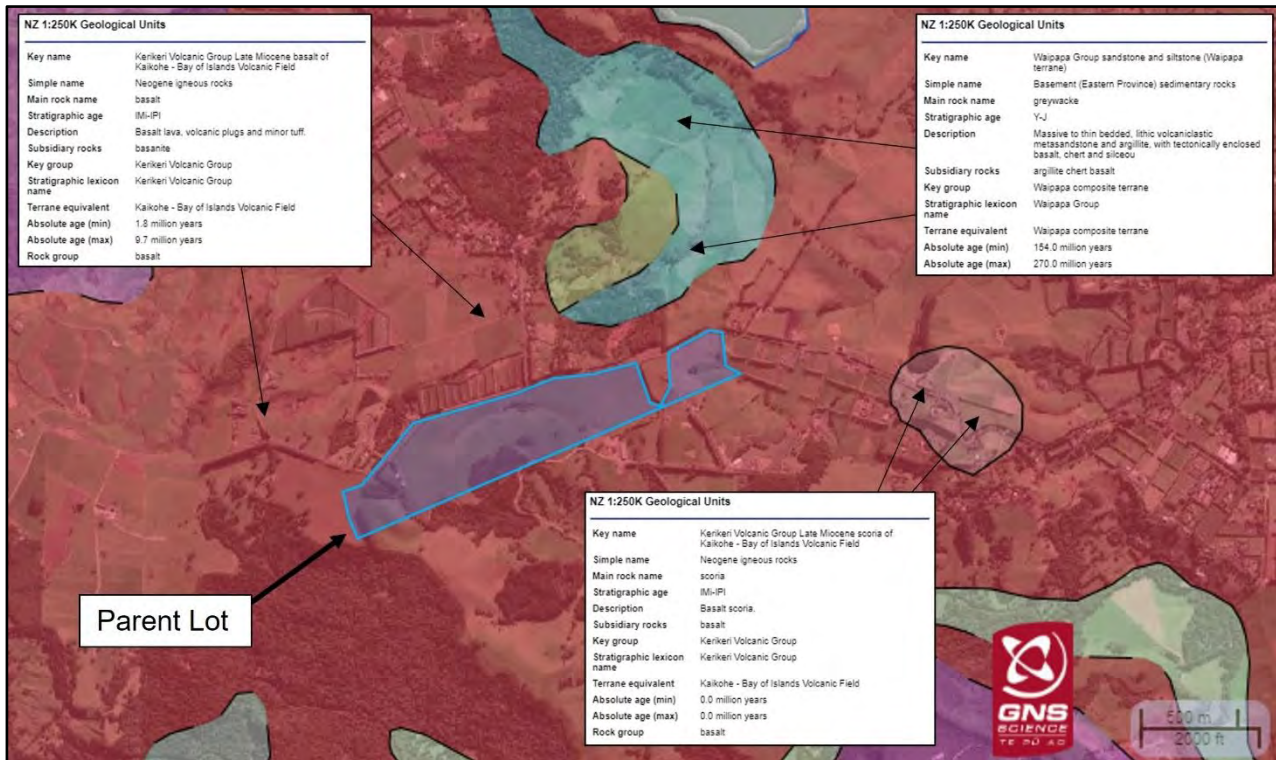 NZ 1:250K Geological Units
Key name Kerikeri Volcanic Group Late Miocene basalt of
Kaikohe - Bay of Islands Volcanic Field
Simple name Neogene igneous rocks
Main rock name basalt
Stratigraphic age lMi-lPl
Description Basalt lava, volcanic plugs and minor tuff.
Subsidiary rocks basanite
Key group Kerikeri Volcanic Group
Stratigraphic lexicon Kerikeri Volcanic Group
name
Terrane equivalent Kaikohe - Bay of Islands Volcanic Field
Absolute age (min) 1.8 million years
Absolute age (max) 9.7 million years
Rock group basalt
NZ 1:250K Geological Units
Key name Waipapa Group sandstone and siltstone (Waipapa
terrane)
Simple name Basement (Eastern Province) sedimentary rocks
Main rock name greywacke
Stratigraphic age Y-J
Description Massive to thin bedded, lithic volcaniclastic
metasandstone and argillite, with tectonically enclosed
basalt, chert and siliceou
Subsidiary rocks argillite chert basalt
Key group Waipapa composite terrane
Stratigraphic lexicon Waipapa Group
name
Terrane equivalent Waipapa composite terrane
Absolute age (min) 154.0 million years
Absolute age (max) 270.0 million years
NZ 1:250K Geological Units
Key name Kerikeri Volcanic Group Late Miocene scoria of
Kaikohe - Bay of Islands Volcanic Field
Simple name Neogene igneous rocks
Main rock name scoria
Stratigraphic age lMi-lPl
Description Basalt scoria.
Subsidiary rocks basalt
Key group Kerikeri Volcanic Group
Stratigraphic lexicon Kerikeri Volcanic Group
name
Terrane equivalent Kaikohe - Bay of Islands Volcanic Field
Absolute age (min) 0.0 million years
Absolute age (max) 0.0 million years
Rock group basalt
Parent Lot
GNS
SCIENCE
TE PŪ AO
500 m
2000 ft